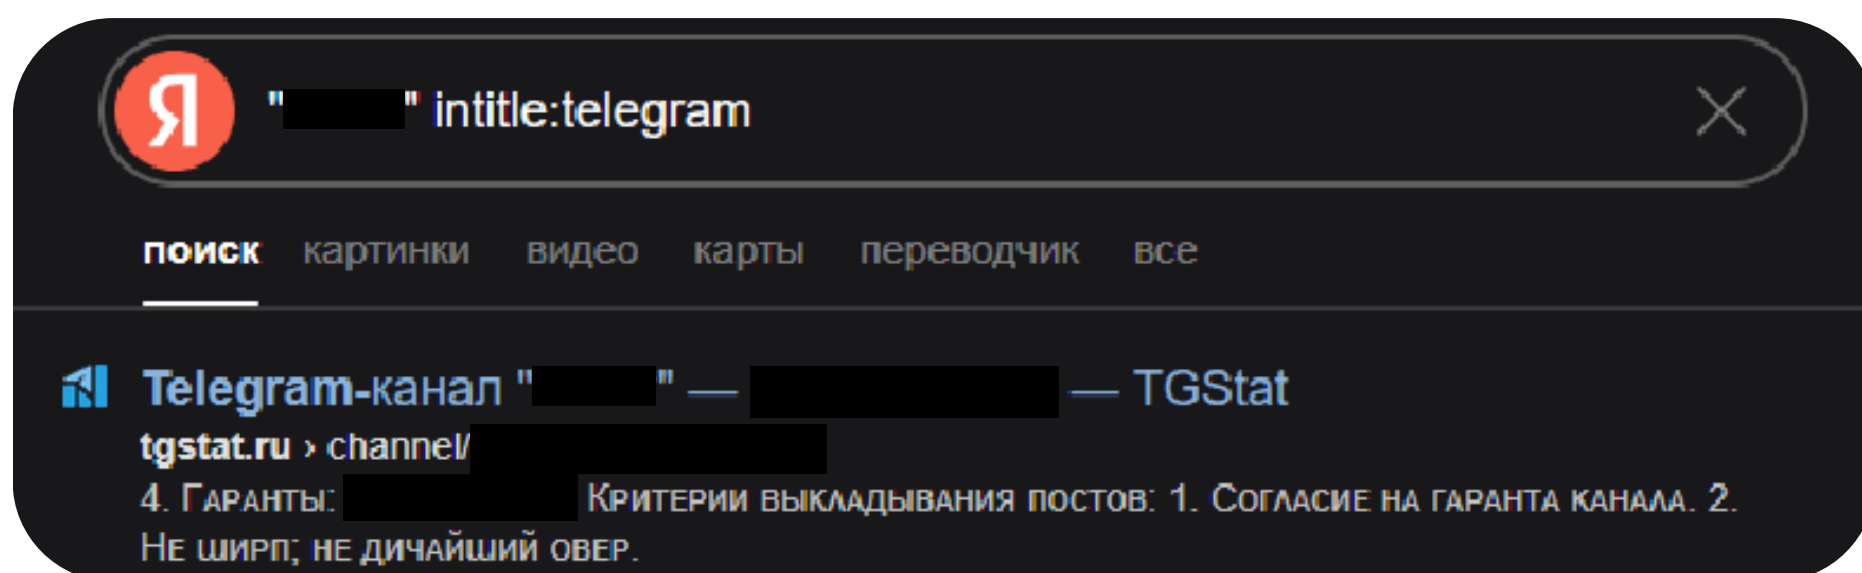 Я "" intitle:telegram
поиск картинки видео карты переводчик все
Telegram-канал "" — — TGStat
tgstat.ru › channel/
4. Гаранты: Критерии выкладывания постов: 1. Согласие на гаранта канала. 2.
Не ширп; не дичайший овер.